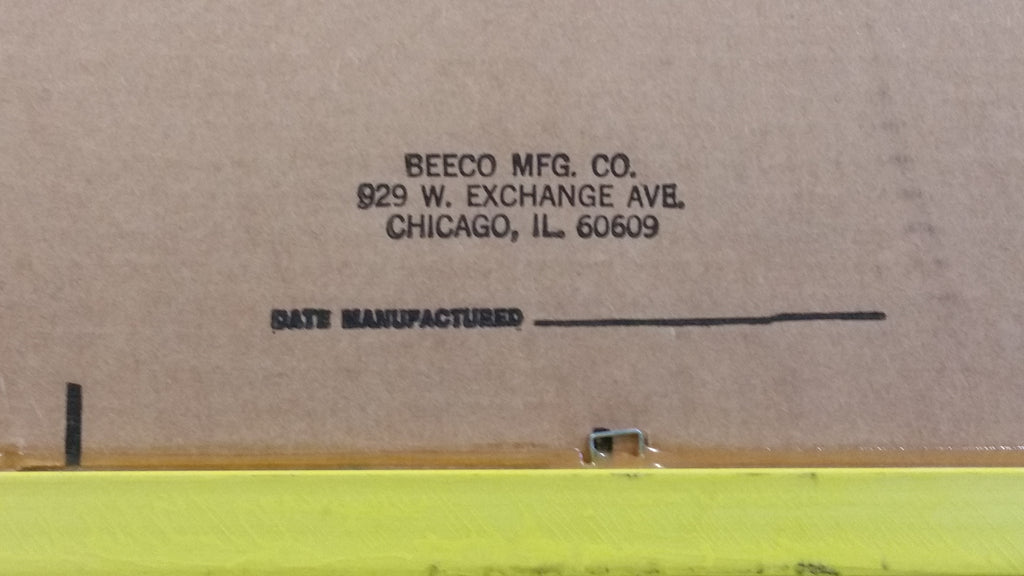 BEECO MFG. CO.
929 W. EXCHANGE AVE.
CHICAGO, IL. 60609
DATE MANUFACTURED